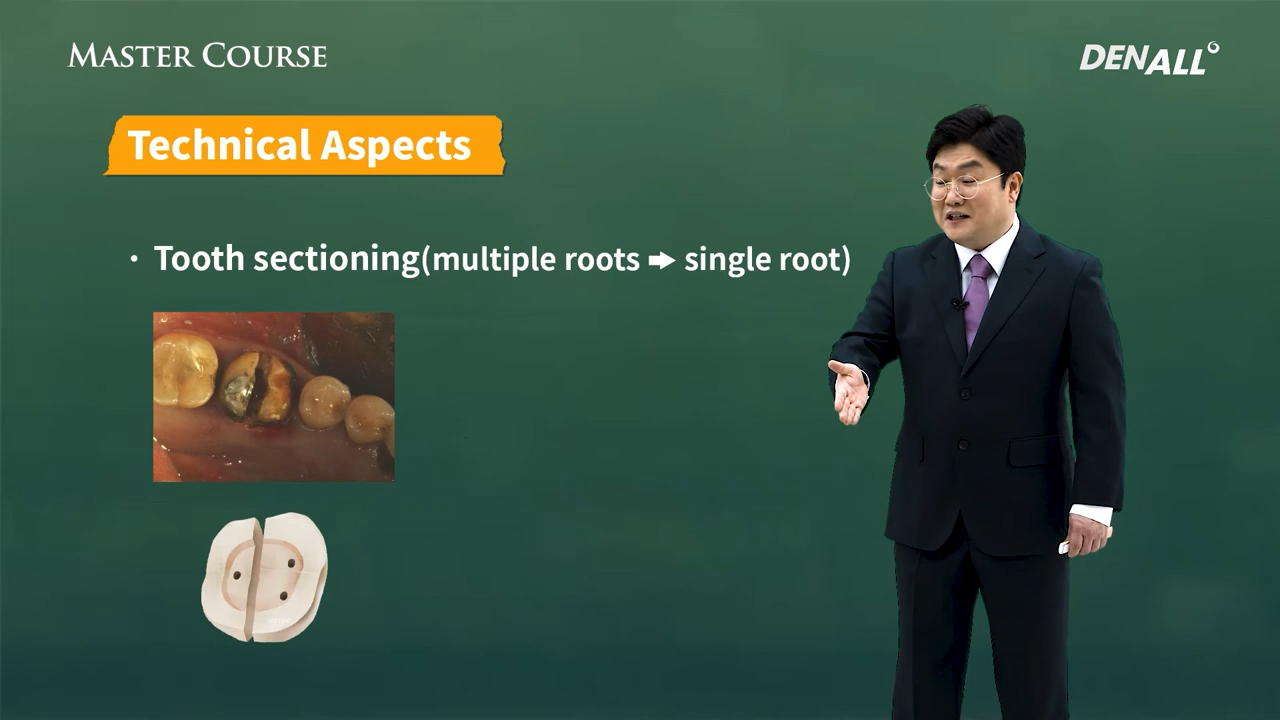 MASTER COURSE
DENALL
Technical Aspects
• Tooth sectioning(multiple roots ➡ single root)